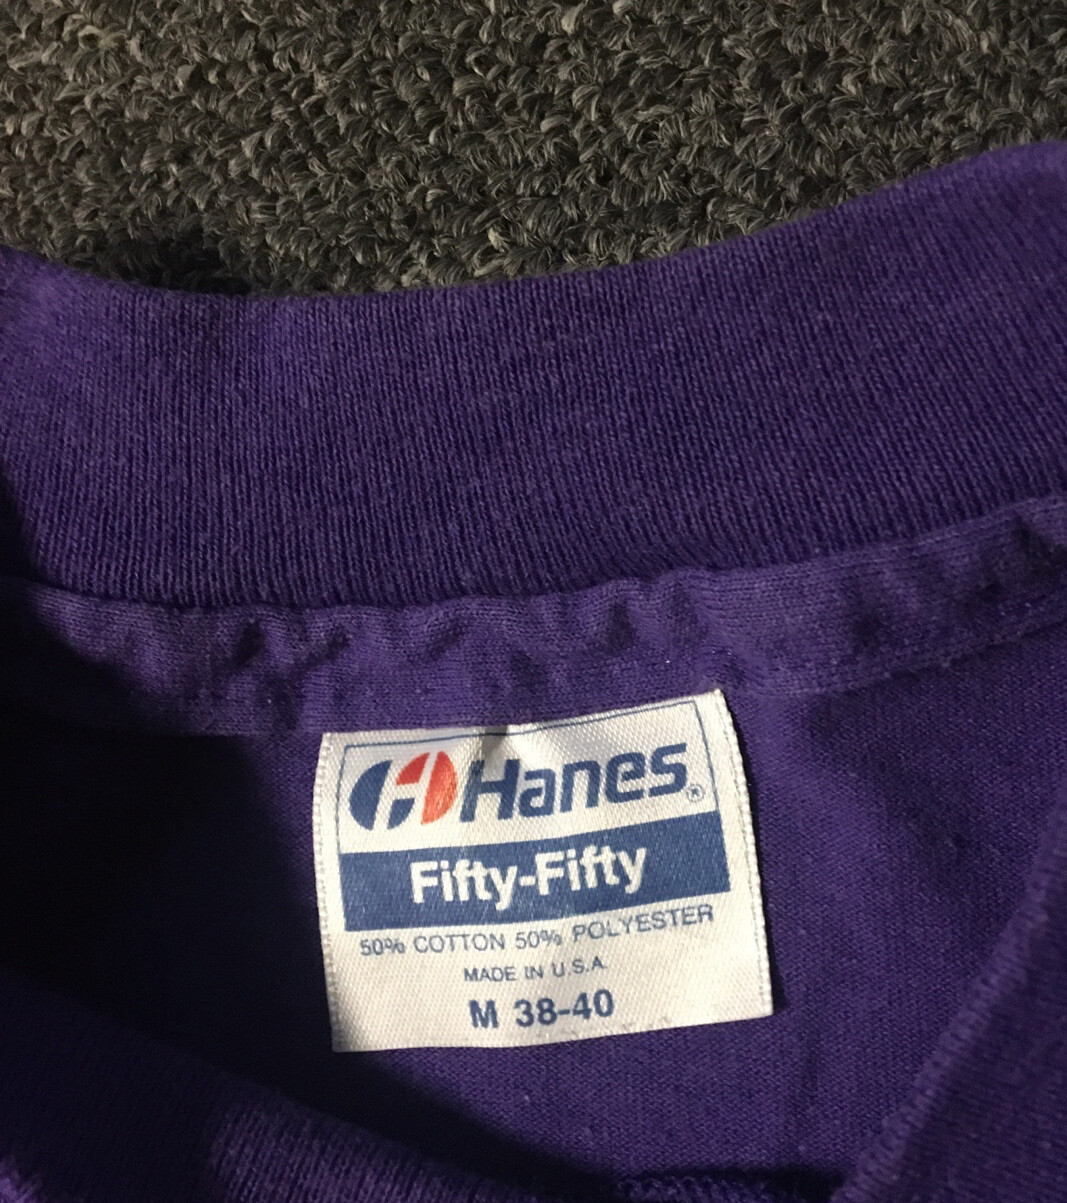 Hanes®
Fifty-Fifty
50% COTTON 50% POLYESTER
MADE IN U.S.A.
M 38-40